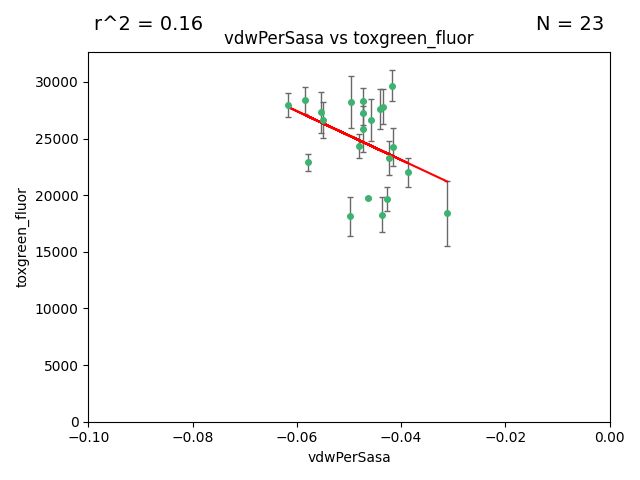 r^2 = 0.16
N = 23
vdwPerSasa vs toxgreen_fluor
30000
25000
20000
15000
10000
5000
0
toxgreen_fluor
−0.10
−0.08
−0.06
−0.04
−0.02
0.00
vdwPerSasa